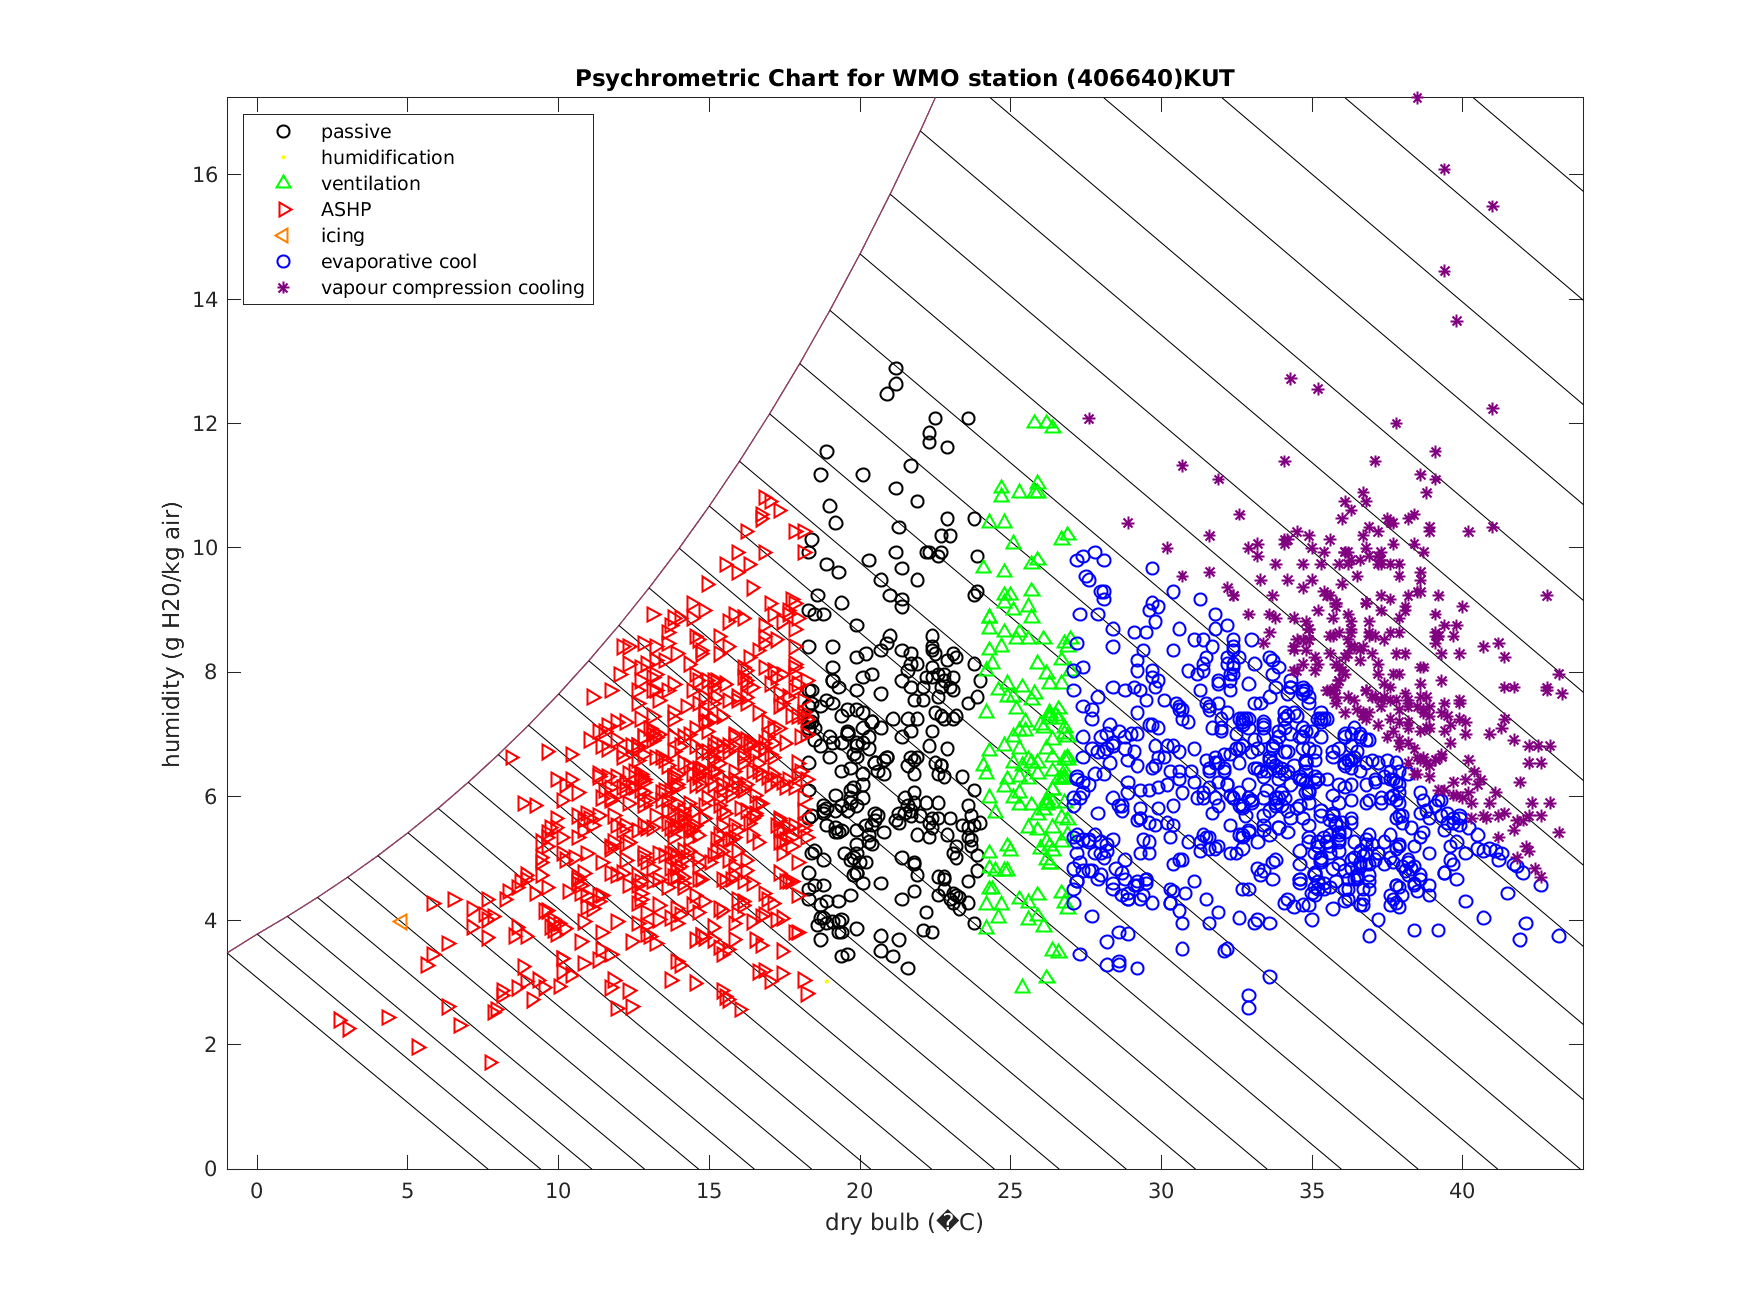 Psychrometric Chart for WMO station (406640)KUT
passive
humidification
ventilation
ASHP
icing
evaporative cool
vapour compression cooling
humidity (g H20/kg air)
16
14
12
10
8
6
4
2
0
0 5 10 15 20 25 30 35 40
dry bulb (�C)